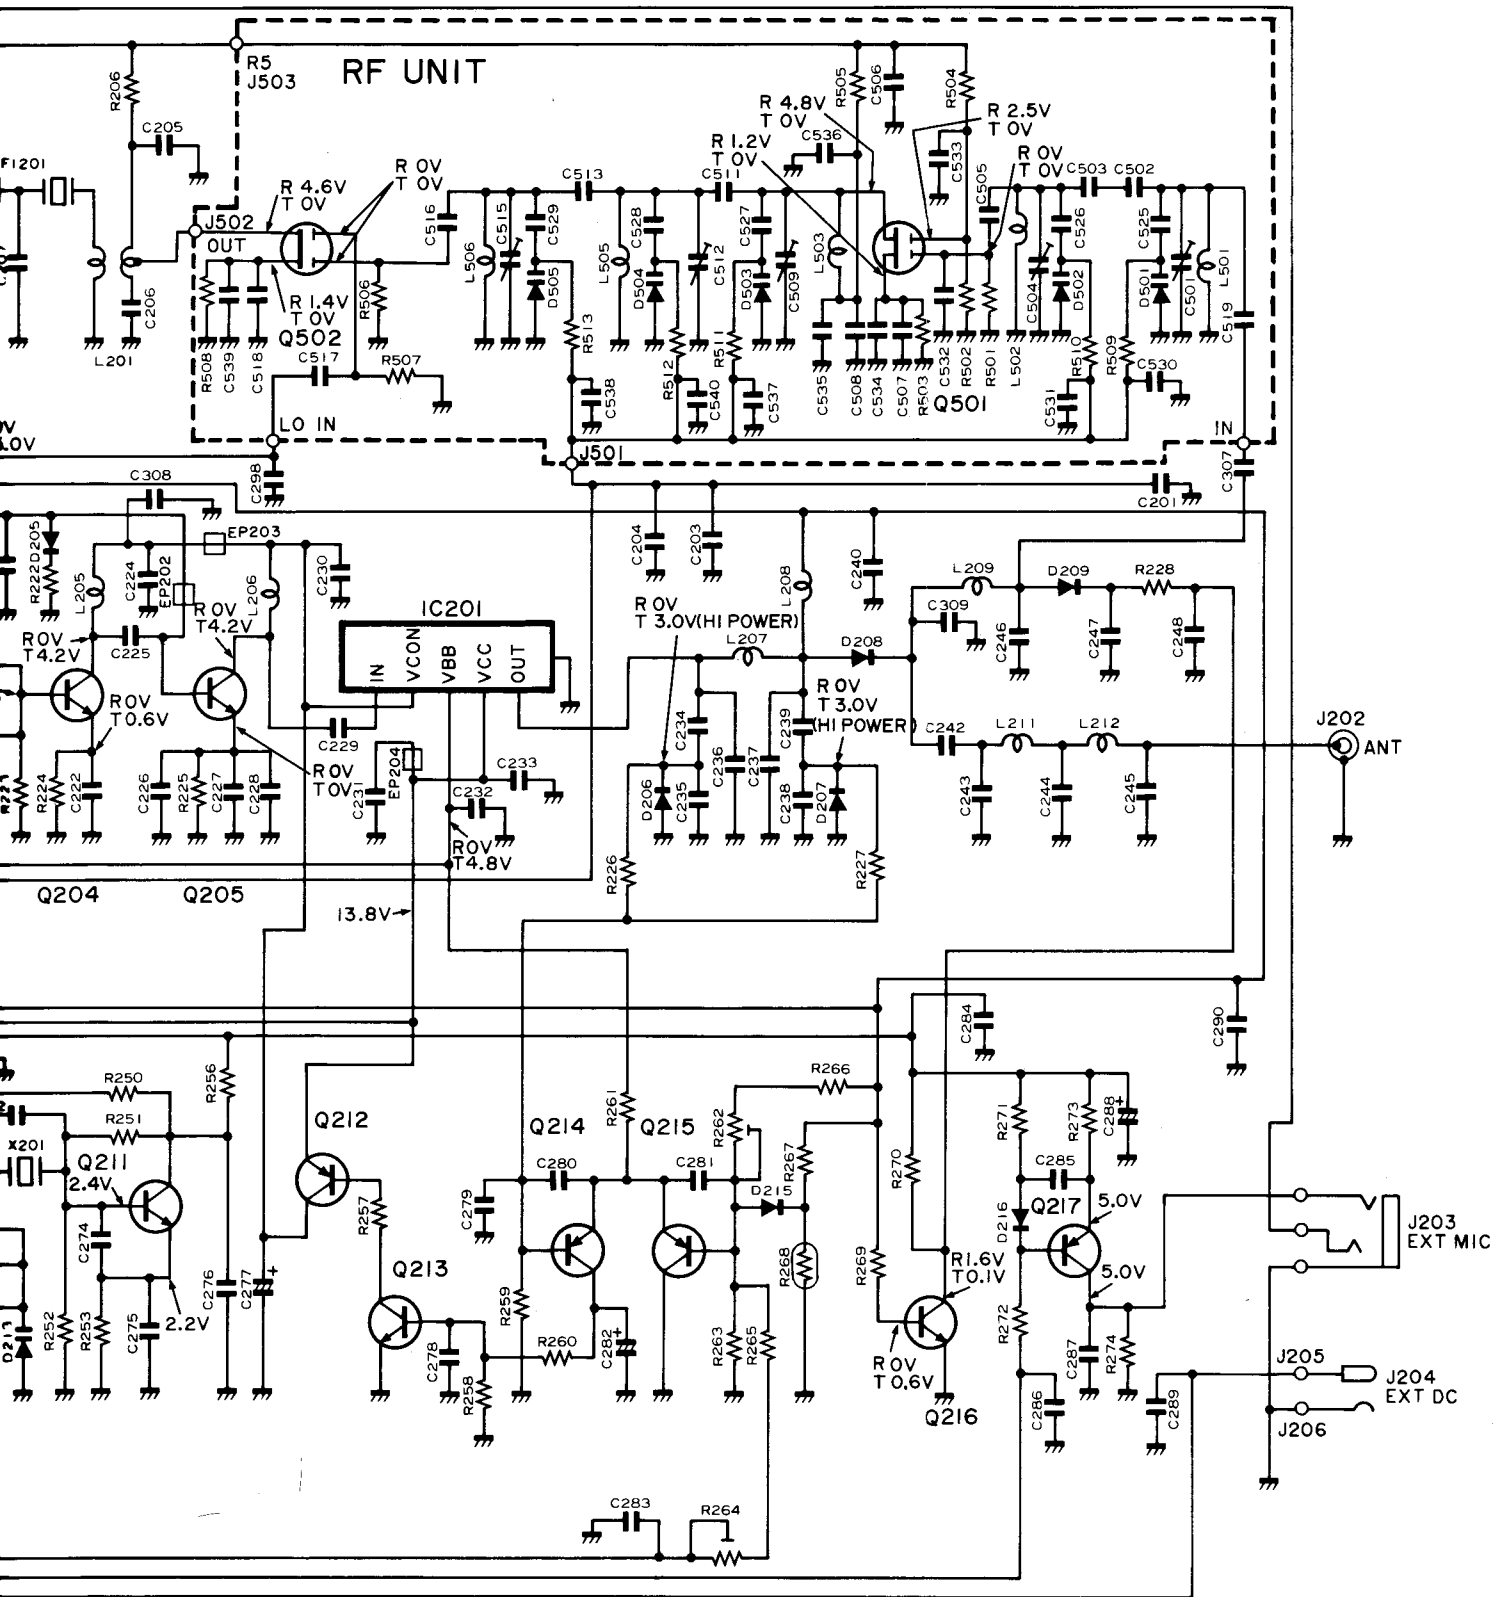 R5
J503
RF UNIT
R206
C205
F1201
L201
C206
J502
OUT
R 4.6V
T 0V
R 0V
T 0V
R 1.4V
T 0V
Q502
R508
C539
C518
R506
C517
R507
LO IN
C298
C516
L506
C515
C529
D505
R513
C513
C538
L505
C528
D504
R512
C540
C512
C511
C527
D503
R511
C537
C509
J501
R 4.8V
T 0V
R 1.2V
T 0V
C536
R505
C506
R504
R 2.5V
T 0V
C533
R 0V
T 0V
L503
C535
C508
C534
C507
R503
C532
R502
R501
Q501
C505
L502
C503
C502
C504
C526
D502
R510
C531
C525
D501
R509
C501
L501
C530
C519
IN
C307
C201
C308
D205
R222
L205
C224
EP202
EP203
L206
C230
R 0V
T4.2V
C225
R 0V
T4.2V
R 0V
T 0.6V
R 0V
T 0V
R223
R224
C222
C226
R225
C227
C228
Q204
Q205
IC201
IN
VCON
VBB
VCC
OUT
C229
C231
EP204
C232
C233
R 0V
T4.8V
13.8V
C204
C203
L208
C240
R 0V
T 3.0V(HI POWER)
L207
D208
R 0V
T 3.0V
(HI POWER)
C234
C235
D206
C236
C237
C239
C238
D207
R226
R227
L209
C309
C246
D209
R228
C247
C248
C242
L211
L212
C243
C244
C245
J202
ANT
C284
C290
R250
R251
R256
X201
Q211
2.4V
C274
R252
R253
C275
2.2V
D213
C276
C277
+
Q212
R257
Q213
C278
R258
C279
Q214
C280
R259
R260
C282
+
R261
Q215
C281
R262
R266
R267
D215
R268
R263
R265
R269
R270
R1.6V
T0.1V
R 0V
T 0.6V
Q216
R271
R273
C288
+
C285
Q217
D216
5.0V
5.0V
R272
C287
R274
C286
C289
J203
EXT MIC
J205
J204
EXT DC
J206
C283
R264